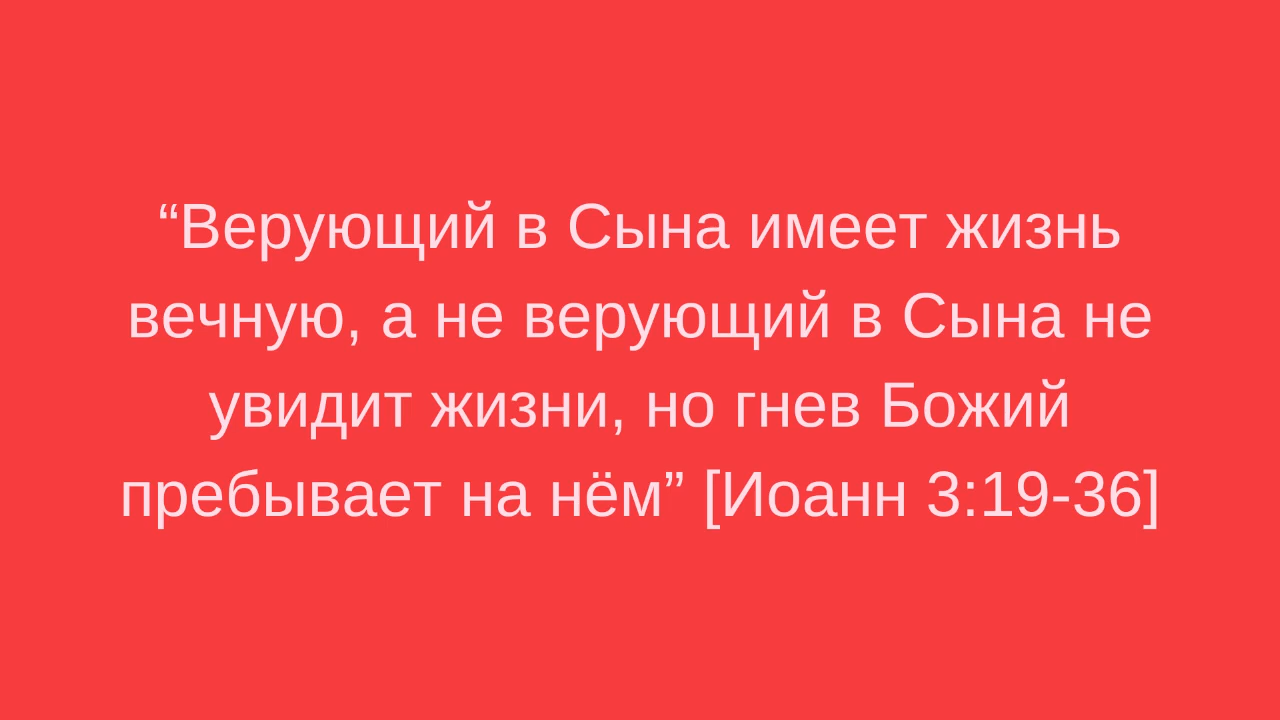 “Верующий в Сына имеет жизнь
вечную, а не верующий в Сына не
увидит жизни, но гнев Божий
пребывает на нём” [Иоанн 3:19-36]